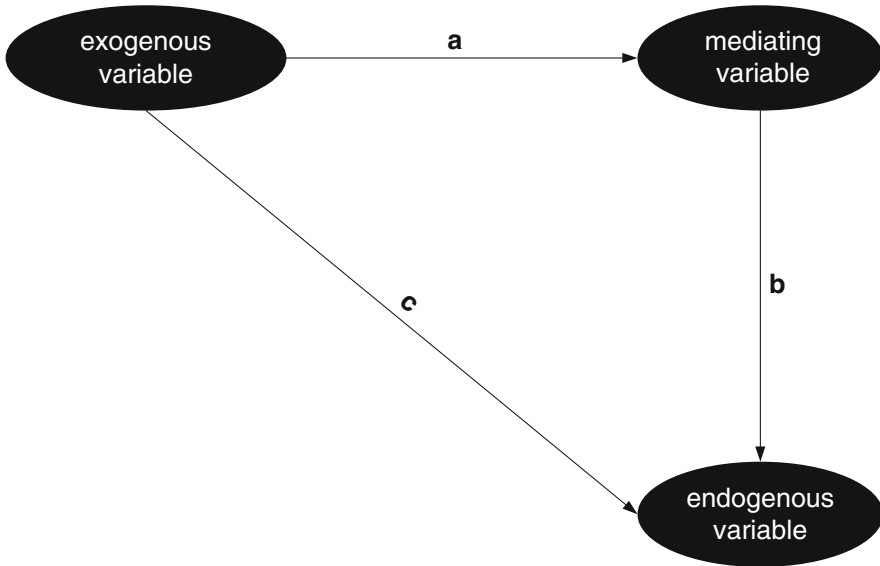 exogenous
variable
a
mediating
variable
c
b
endogenous
variable